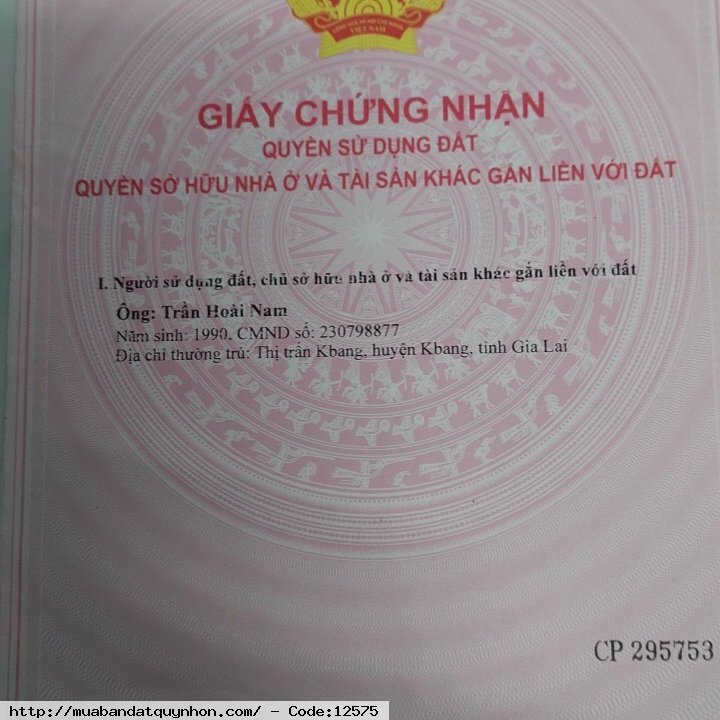 VIỆT NAM
GIẤY CHỨNG NHẬN
QUYỀN SỬ DỤNG ĐẤT
QUYỀN SỞ HỮU NHÀ Ở VÀ TÀI SẢN KHÁC GẮN LIỀN VỚI ĐẤT
I. Người sử dụng đất, chủ sở hữu nhà ở và tài sản khác gắn liền với đất
Ông: Trần Hoài Nam
Năm sinh: 1990, CMND số: 230798877
Địa chỉ thường trú: Thị trấn Kbang, huyện Kbang, tỉnh Gia Lai
CP 295753
http://muabandatquynhon.com/ - Code:12575